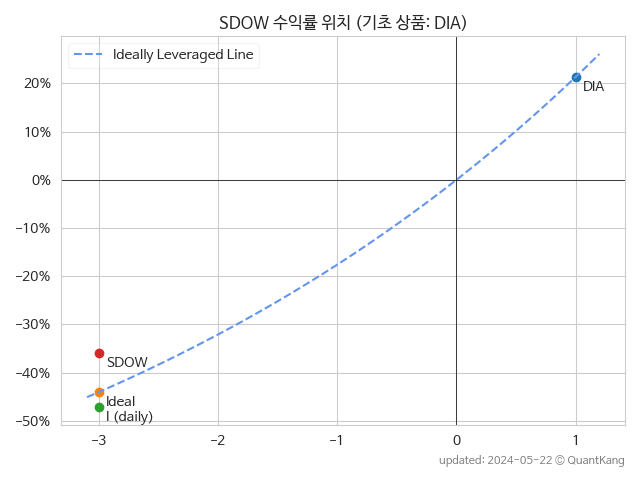 SDOW 수익률 위치 (기초 상품: DIA)
Ideally Leveraged Line
20%
10%
0%
−10%
−20%
−30%
−40%
−50%
DIA
SDOW
Ideal
I (daily)
−3
−2
−1
0
1
updated: 2024-05-22 © QuantKang